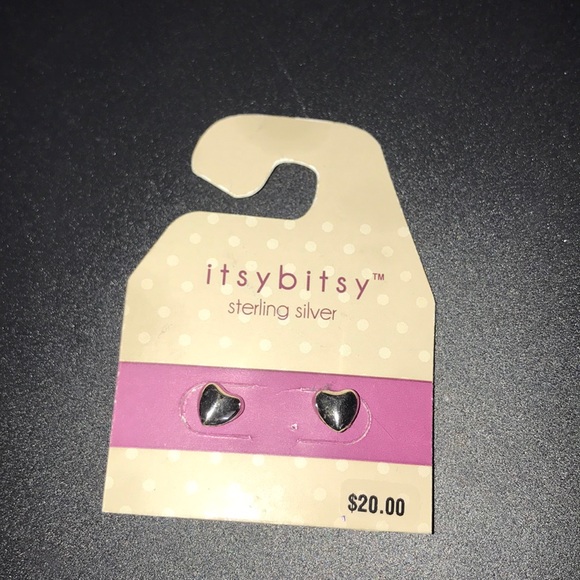 itsybitsy™
sterling silver
$20.00